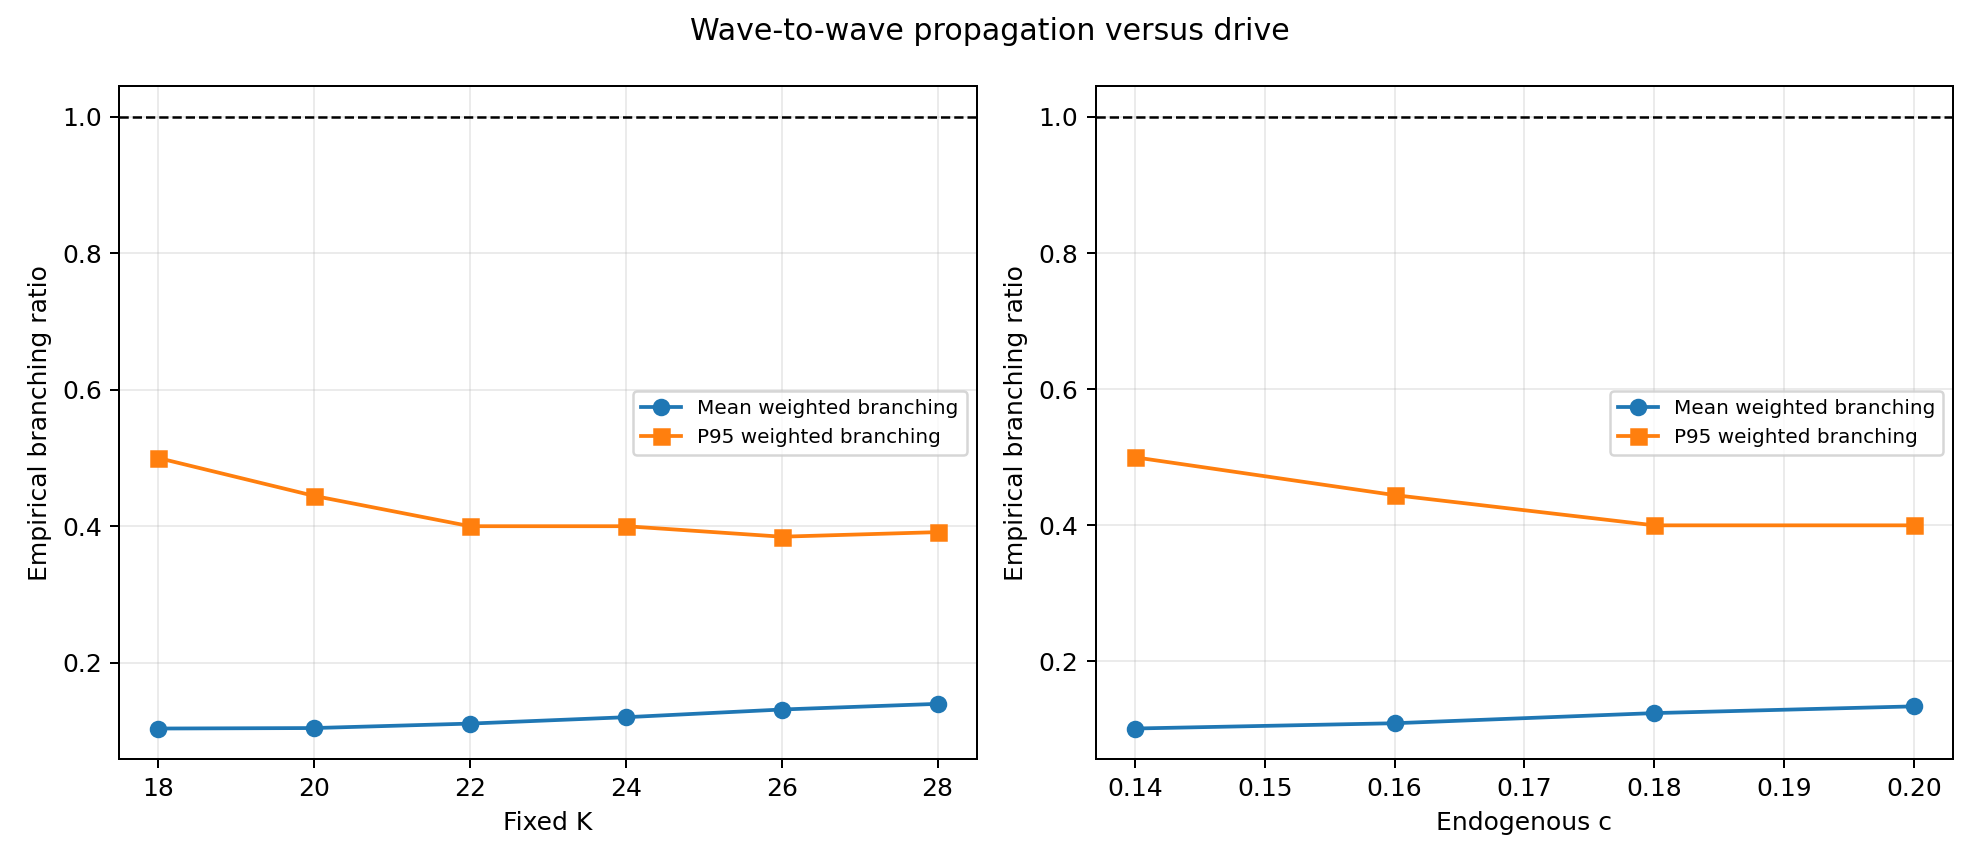 Wave-to-wave propagation versus drive
Empirical branching ratio
1.0
0.8
0.6
0.4
0.2
Mean weighted branching
P95 weighted branching
18 20 22 24 26 28
Fixed K
Empirical branching ratio
1.0
0.8
0.6
0.4
0.2
Mean weighted branching
P95 weighted branching
0.14 0.15 0.16 0.17 0.18 0.19 0.20
Endogenous c